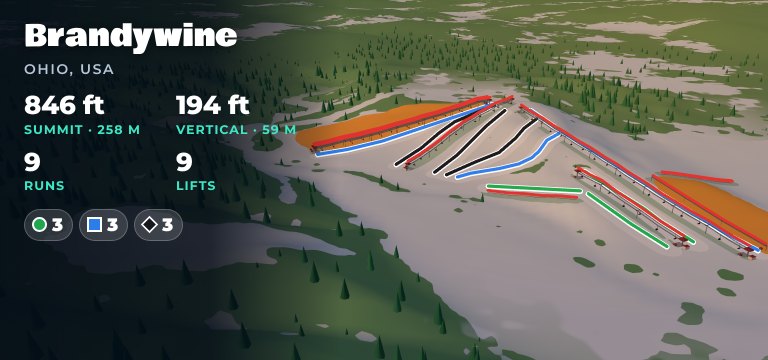 Brandywine
OHIO, USA
846 ft 194 ft
SUMMIT · 258 M VERTICAL · 59 M
9 9
RUNS LIFTS
3 3 3